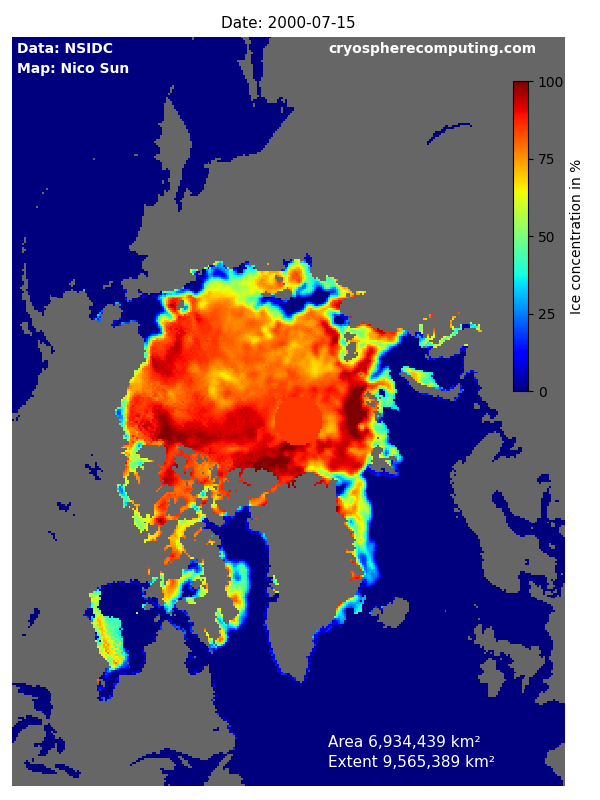 Date: 2000-07-15
Data: NSIDC
cryospherecomputing.com
Map: Nico Sun
100
75
50
25
0
Ice concentration in %
Area 6,934,439 km²
Extent 9,565,389 km²